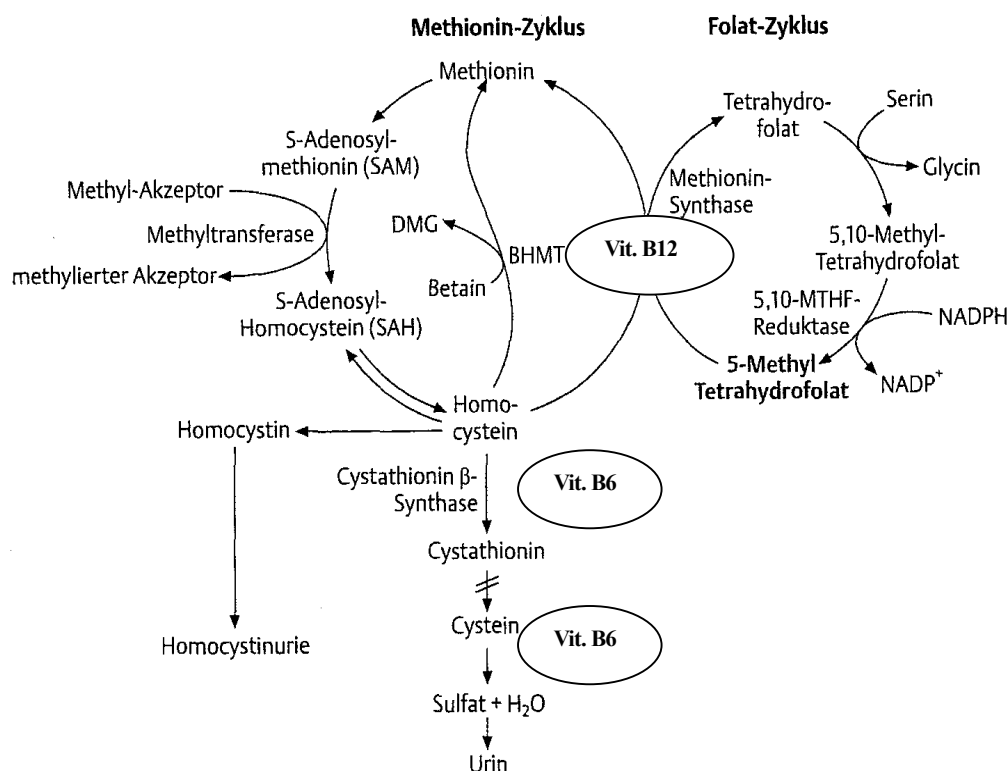 Methionin-Zyklus
Folat-Zyklus
Methionin
Tetrahydro-
folat
Serin
Glycin
S-Adenosyl-
methionin (SAM)
Methyl-Akzeptor
Methyltransferase
methylierter Akzeptor
S-Adenosyl-
Homocystein (SAH)
DMG
BHMT
Betain
Methionin-
Synthase
Vit. B12
5,10-Methyl-
Tetrahydrofolat
5,10-MTHF-
Reduktase
NADPH
NADP⁺
5-Methyl
Tetrahydrofolat
Homo-
cystein
Homocystin
Homocystinurie
Cystathionin β-
Synthase
Vit. B6
Cystathionin
Cystein
Vit. B6
Sulfat + H₂O
Urin